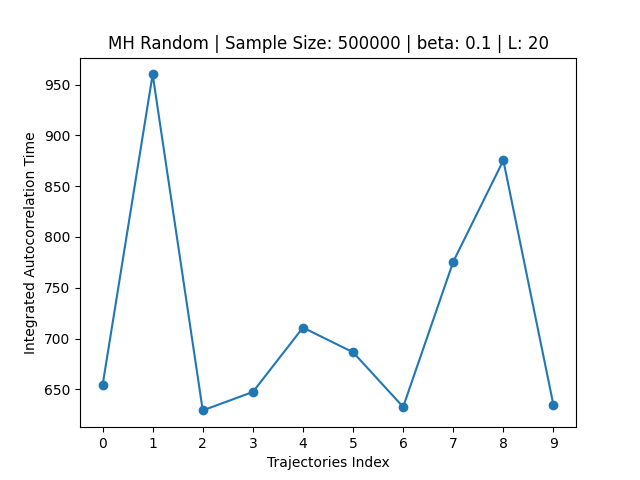 MH Random | Sample Size: 500000 | beta: 0.1 | L: 20
Integrated Autocorrelation Time
950
900
850
800
750
700
650
0 1 2 3 4 5 6 7 8 9
Trajectories Index